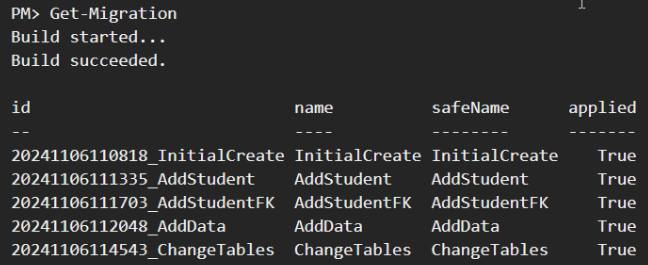 PM> Get-Migration
Build started...
Build succeeded.
id name safeName applied
-- ---- -------- -------
20241106110818_InitialCreate InitialCreate InitialCreate True
20241106111335_AddStudent AddStudent AddStudent True
20241106111703_AddStudentFK AddStudentFK AddStudentFK True
20241106112048_AddData AddData AddData True
20241106114543_ChangeTables ChangeTables ChangeTables True